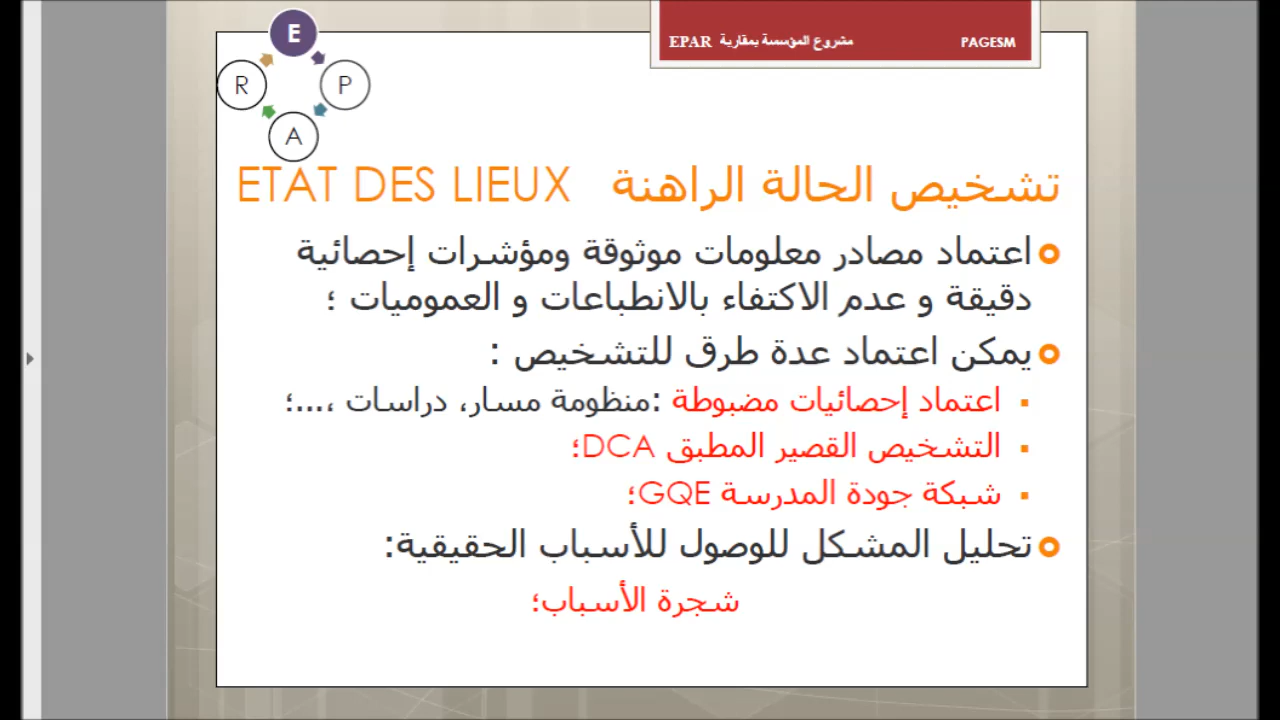 E
R
P
A
مشروع المؤسسة بمقاربة EPAR
PAGESM
تشخيص الحالة الراهنة ETAT DES LIEUX
اعتماد مصادر معلومات موثوقة ومؤشرات إحصائية
دقيقة و عدم الاكتفاء بالانطباعات و العموميات ؛
يمكن اعتماد عدة طرق للتشخيص :
اعتماد إحصائيات مضبوطة :منظومة مسار، دراسات ،...؛
التشخيص القصير المطبق DCA؛
شبكة جودة المدرسة GQE؛
تحليل المشكل للوصول للأسباب الحقيقية:
شجرة الأسباب؛